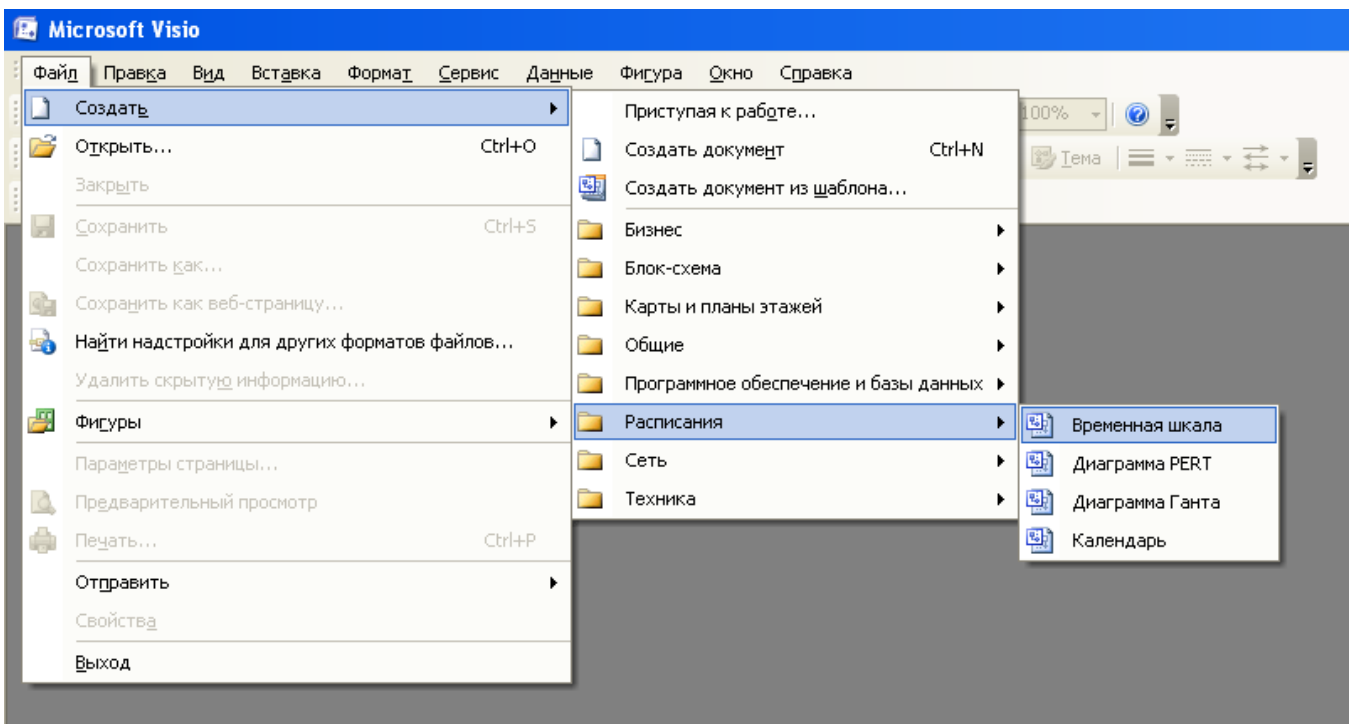 Microsoft Visio
Файл Правка Вид Вставка Формат Сервис Данные Фигура Окно Справка
Создать
Открыть... Ctrl+O
Закрыть
Сохранить Ctrl+S
Сохранить как...
Сохранить как веб-страницу...
Найти надстройки для других форматов файлов...
Удалить скрытую информацию...
Фигуры
Параметры страницы...
Предварительный просмотр
Печать... Ctrl+P
Отправить
Свойства
Выход
Приступая к работе...
Создать документ Ctrl+N
Создать документ из шаблона...
Бизнес
Блок-схема
Карты и планы этажей
Общие
Программное обеспечение и базы данных
Расписания
Сеть
Техника
Временная шкала
Диаграмма PERT
Диаграмма Ганта
Календарь
100%
Тема